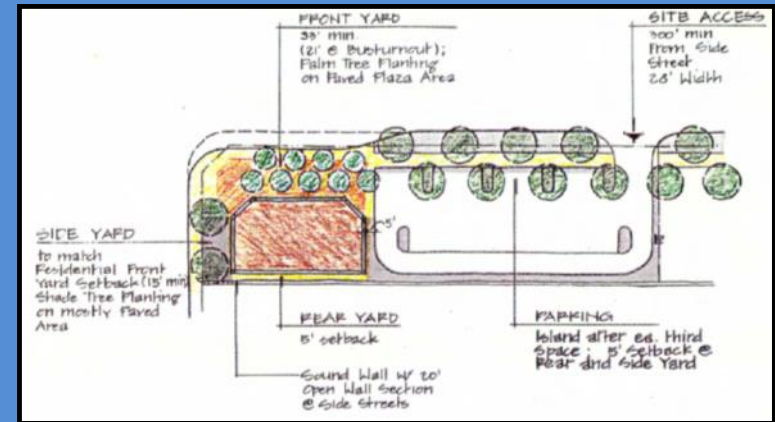 FRONT YARD
35' min.
(21' @ Busturnout);
Palm Tree Planting
on Paved Plaza Area
SITE ACCESS
300' min
From Side
Street
28' Width
5'
SIDE YARD
to match
Residential Front
Yard Setback (15' min)
Shade Tree Planting
on mostly Paved
Area
REAR YARD
5' setback
Sound Wall w/ 20'
Open Wall Section
@ Side Streets
PARKING
Island after ea. third
Space; 5' Setback @
Rear and Side Yard